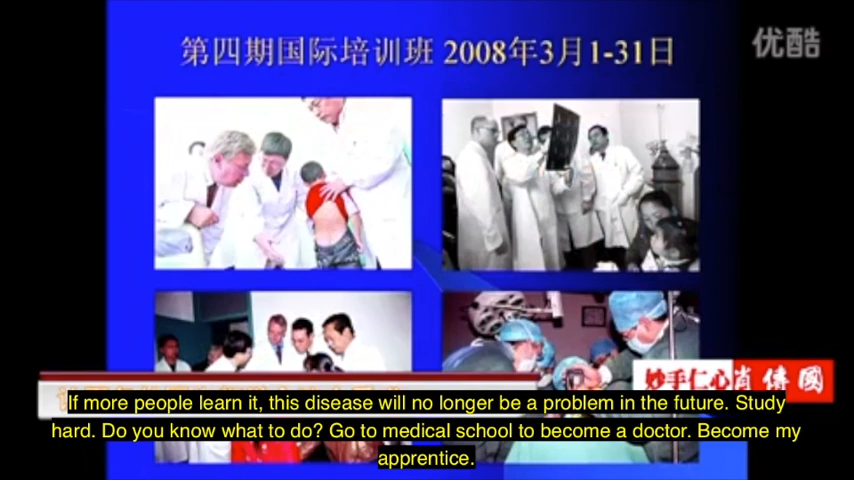 第四期国际培训班 2008年3月1-31日
优酷
妙手仁心肖传国
If more people learn it, this disease will no longer be a problem in the future. Study
hard. Do you know what to do? Go to medical school to become a doctor. Become my
apprentice.